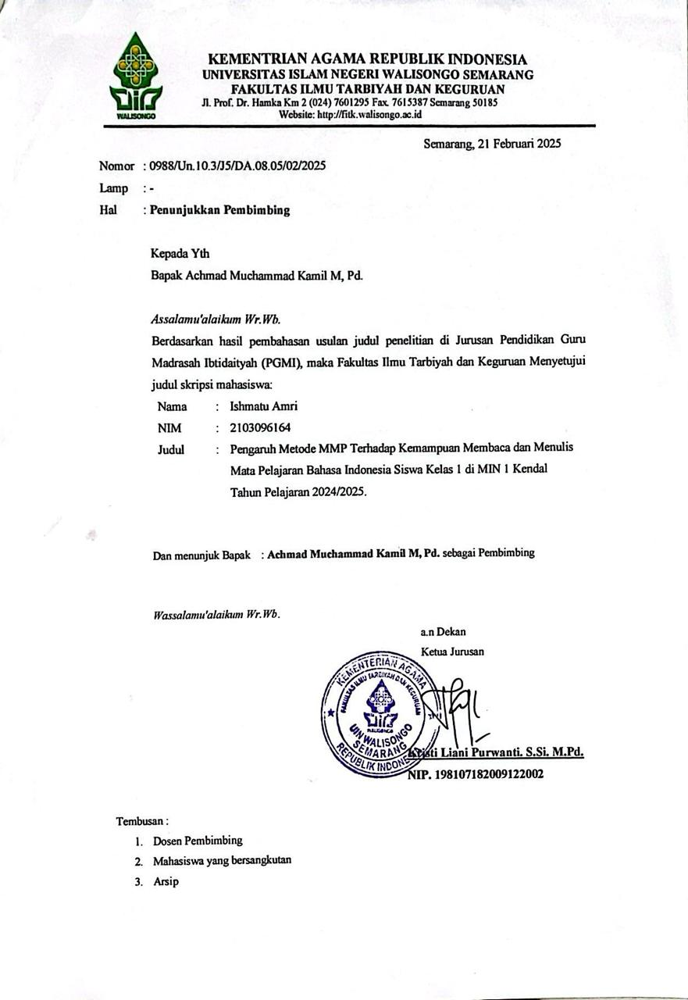 WALISONGO
KEMENTRIAN AGAMA REPUBLIK INDONESIA
UNIVERSITAS ISLAM NEGERI WALISONGO SEMARANG
FAKULTAS ILMU TARBIYAH DAN KEGURUAN
Jl. Prof. Dr. Hamka Km 2 (024) 7601295 Fax. 7615387 Semarang 50185
Website: http://fitk.walisongo.ac.id
Semarang, 21 Februari 2025
Nomor : 0988/Un.10.3/J5/DA.08.05/02/2025
Lamp : -
Hal : Penunjukkan Pembimbing
Kepada Yth
Bapak Achmad Muchammad Kamil M, Pd.
Assalamu'alaikum Wr.Wb.
Berdasarkan hasil pembahasan usulan judul penelitian di Jurusan Pendidikan Guru
Madrasah Ibtidaityah (PGMI), maka Fakultas Ilmu Tarbiyah dan Keguruan Menyetujui
judul skripsi mahasiswa:
Nama : Ishmatu Amri
NIM : 2103096164
Judul : Pengaruh Metode MMP Terhadap Kemampuan Membaca dan Menulis
Mata Pelajaran Bahasa Indonesia Siswa Kelas 1 di MIN 1 Kendal
Tahun Pelajaran 2024/2025.
Dan menunjuk Bapak : Achmad Muchammad Kamil M, Pd. sebagai Pembimbing
Wassalamu'alaikum Wr.Wb.
a.n Dekan
Ketua Jurusan
KEMENTERIAN AGAMA
FAKULTAS ILMU TARBIYAH DAN KEGURUAN
WALISONGO
UIN WALISONGO
SEMARANG
REPUBLIK INDONESIA
Kristi Liani Purwanti. S.Si. M.Pd.
NIP. 198107182009122002
Tembusan :
1. Dosen Pembimbing
2. Mahasiswa yang bersangkutan
3. Arsip